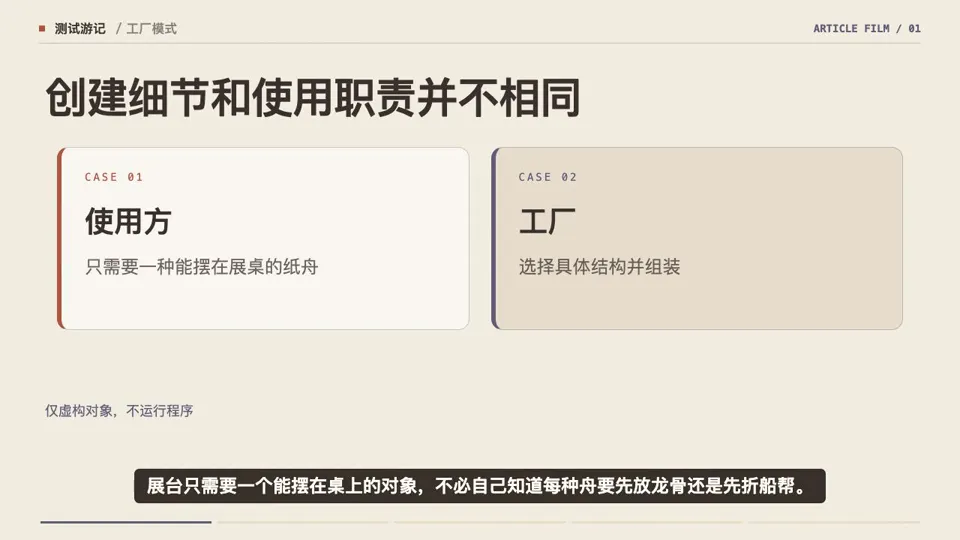 测试游记 / 工厂模式
ARTICLE FILM / 01
创建细节和使用职责并不相同
CASE 01
使用方
只需要一种能摆在展桌的纸舟
CASE 02
工厂
选择具体结构并组装
仅虚构对象，不运行程序
展台只需要一个能摆在桌上的对象，不必自己知道每种舟要先放龙骨还是先折船帮。